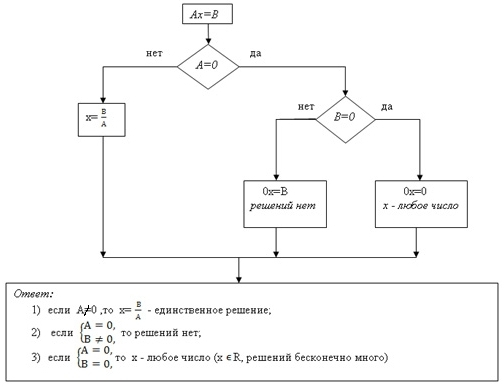 Ax=B
нет
да
A=0
нет
да
x= B/A
B=0
0x=B
решений нет
0x=0
x - любое число
Ответ:
1) если A≠0 ,то x= B/A - единственное решение;
2) если {A = 0, B ≠ 0, то решений нет;
3) если {A = 0, B = 0, то x - любое число (x ∈ R, решений бесконечно много)